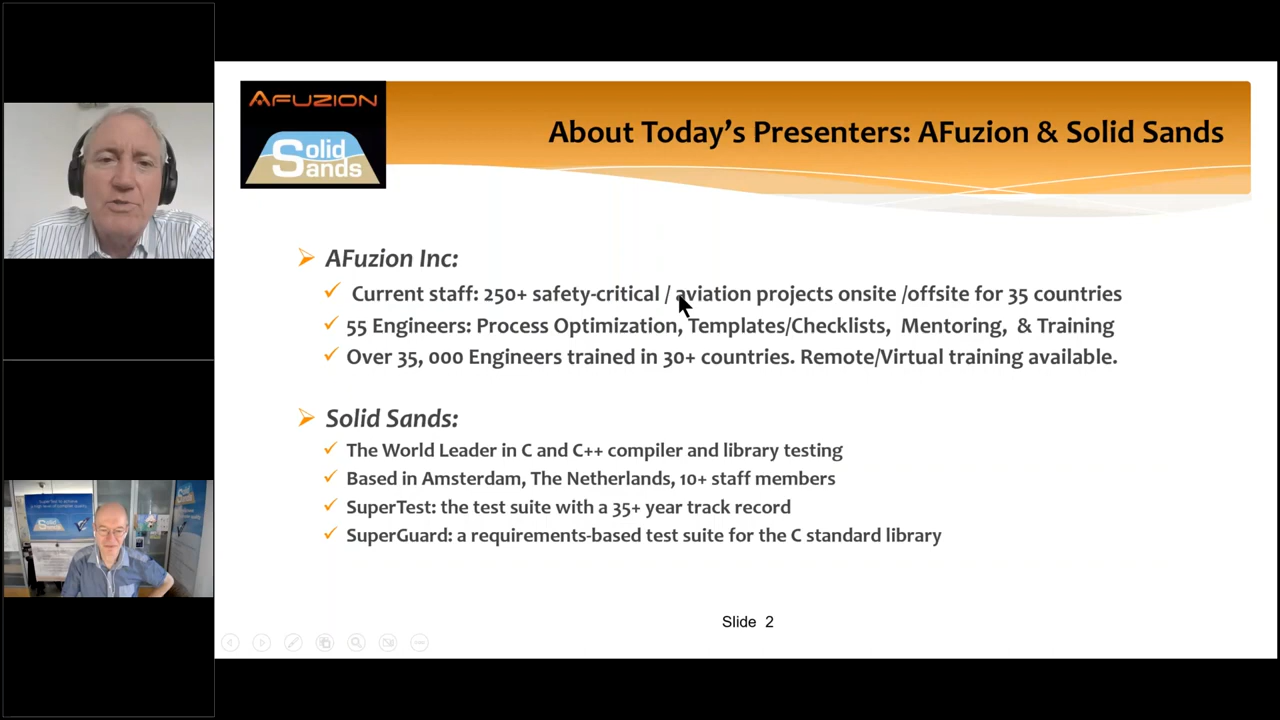 AFUZION
Solid
Sands
About Today's Presenters: AFuzion & Solid Sands
AFuzion Inc:
Current staff: 250+ safety-critical / aviation projects onsite /offsite for 35 countries
55 Engineers: Process Optimization, Templates/Checklists, Mentoring, & Training
Over 35, 000 Engineers trained in 30+ countries. Remote/Virtual training available.
Solid Sands:
The World Leader in C and C++ compiler and library testing
Based in Amsterdam, The Netherlands, 10+ staff members
SuperTest: the test suite with a 35+ year track record
SuperGuard: a requirements-based test suite for the C standard library
Slide 2